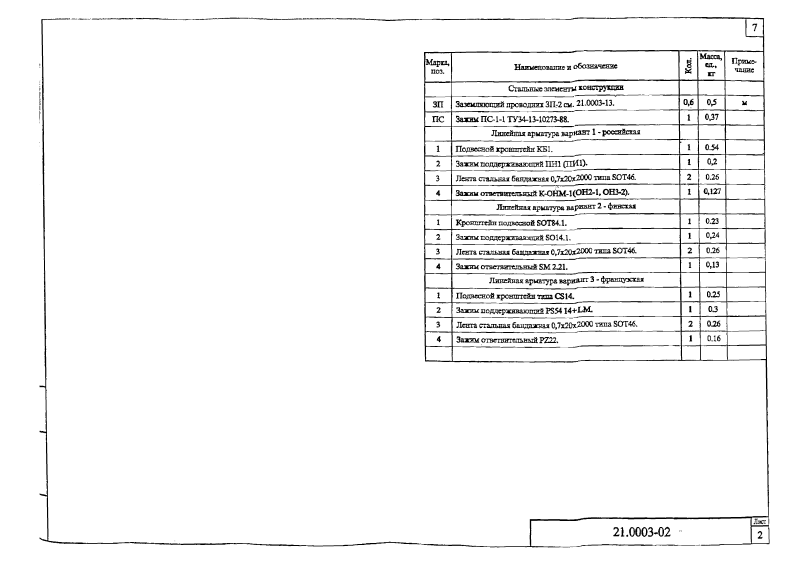 7
Марка, поз. Наименование и обозначение Кол. Масса, ед., кг Приме-чание
Стальные элементы конструкции
ЗП Заземляющий проводник ЗП-2 см. 21.0003-13. 0,6 0,5 м
ПС Зажим ПС-1-1 ТУ34-13-10273-88. 1 0,37
Линейная арматура вариант 1 - российская
1 Подвесной кронштейн КБ1. 1 0.54
2 Зажим поддерживающий ПН1 (ПИ1). 1 0,2
3 Лента стальная бандажная 0,7х20х2000 типа SOT46. 2 0.26
4 Зажим ответвительный К-ОНМ-1(ОН2-1, ОН3-2). 1 0,127
Линейная арматура вариант 2 - финская
1 Кронштейн подвесной SOT84.1. 1 0.23
2 Зажим поддерживающий SO14.1. 1 0,24
3 Лента стальная бандажная 0,7х20х2000 типа SOT46. 2 0.26
4 Зажим ответвительный SM 2.21. 1 0,13
Линейная арматура вариант 3 - французская
1 Подвесной кронштейн типа CS14. 1 0.25
2 Зажим поддерживающий PS54 14+LM. 1 0.3
3 Лента стальная бандажная 0,7х20х2000 типа SOT46. 2 0.26
4 Зажим ответвительный PZ22. 1 0.16
21.0003-02
Лист
2